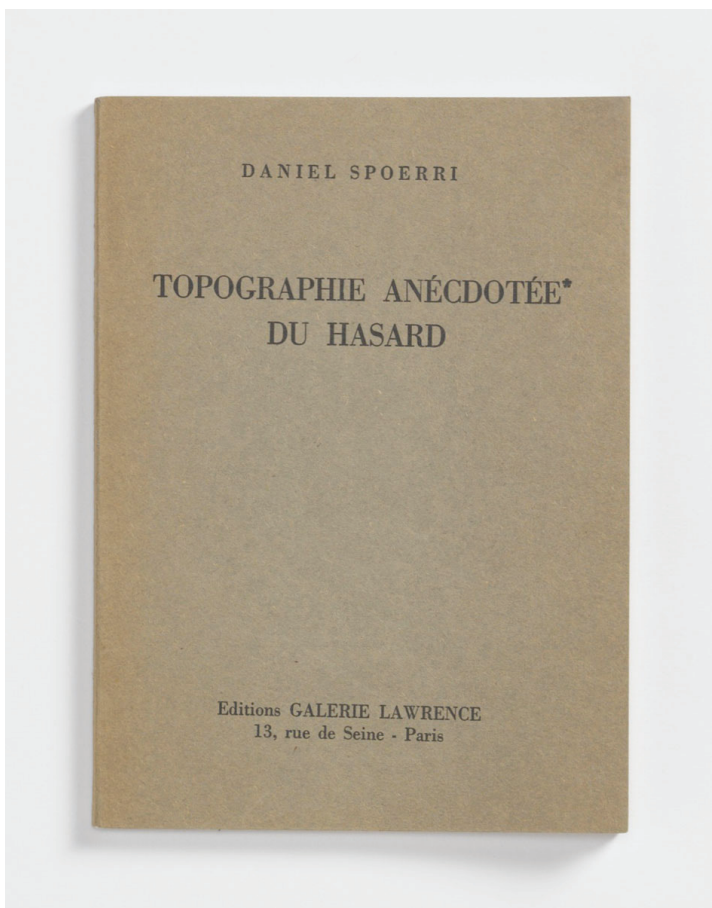 DANIEL SPOERRI
TOPOGRAPHIE ANÉCDOTÉE*
DU HASARD
Editions GALERIE LAWRENCE
13, rue de Seine - Paris